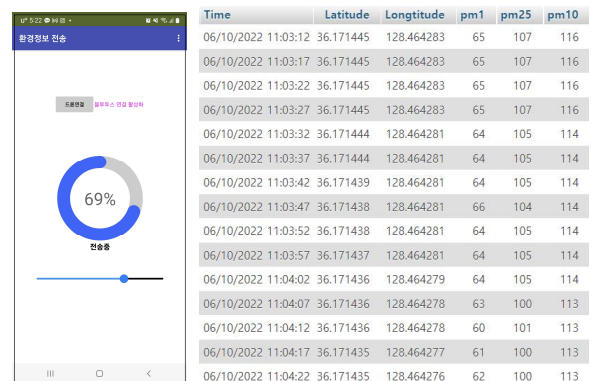 5:22
환경정보 전송
드론연결 블루투스 연결 활성화
69%
전송중
Time Latitude Longtitude pm1 pm25 pm10
06/10/2022 11:03:12 36.171445 128.464283 65 107 116
06/10/2022 11:03:17 36.171445 128.464283 65 107 116
06/10/2022 11:03:22 36.171445 128.464283 65 107 116
06/10/2022 11:03:27 36.171445 128.464283 65 107 116
06/10/2022 11:03:32 36.171444 128.464281 64 105 114
06/10/2022 11:03:37 36.171444 128.464281 64 105 114
06/10/2022 11:03:42 36.171439 128.464281 64 105 114
06/10/2022 11:03:47 36.171438 128.464281 66 104 114
06/10/2022 11:03:52 36.171438 128.464281 64 105 114
06/10/2022 11:03:57 36.171437 128.464281 64 105 114
06/10/2022 11:04:02 36.171436 128.464279 64 105 114
06/10/2022 11:04:07 36.171436 128.464278 63 100 113
06/10/2022 11:04:12 36.171436 128.464278 60 101 113
06/10/2022 11:04:17 36.171435 128.464277 61 100 113
06/10/2022 11:04:22 36.171435 128.464276 62 100 113